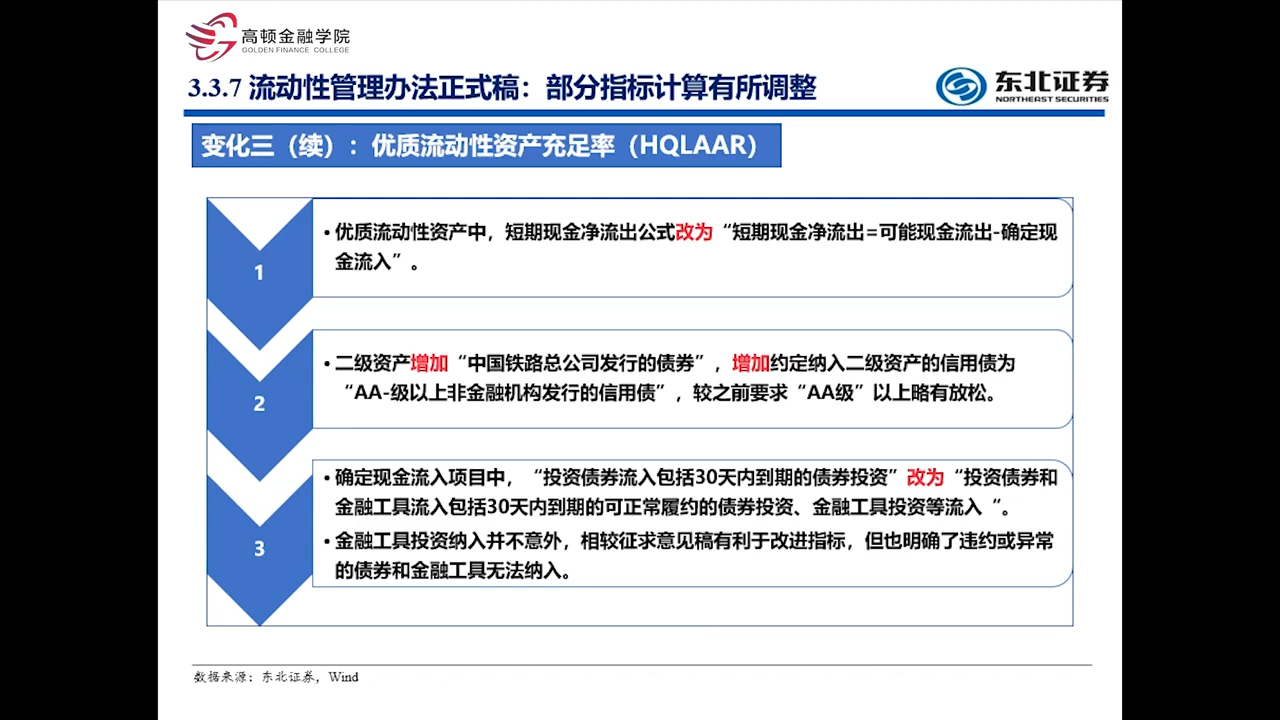 高顿金融学院
GOLDEN FINANCE COLLEGE
3.3.7 流动性管理办法正式稿：部分指标计算有所调整
东北证券
NORTHEAST SECURITIES
变化三（续）：优质流动性资产充足率（HQLAAR）
1
•优质流动性资产中，短期现金净流出公式改为“短期现金净流出=可能现金流出-确定现
金流入”。
2
•二级资产增加“中国铁路总公司发行的债券”，增加约定纳入二级资产的信用债为
“AA-级以上非金融机构发行的信用债”，较之前要求“AA级”以上略有放松。
3
•确定现金流入项目中，“投资债券流入包括30天内到期的债券投资”改为“投资债券和
金融工具流入包括30天内到期的可正常履约的债券投资、金融工具投资等流入“。
•金融工具投资纳入并不意外，相较征求意见稿有利于改进指标，但也明确了违约或异常
的债券和金融工具无法纳入。
数据来源：东北证券，Wind